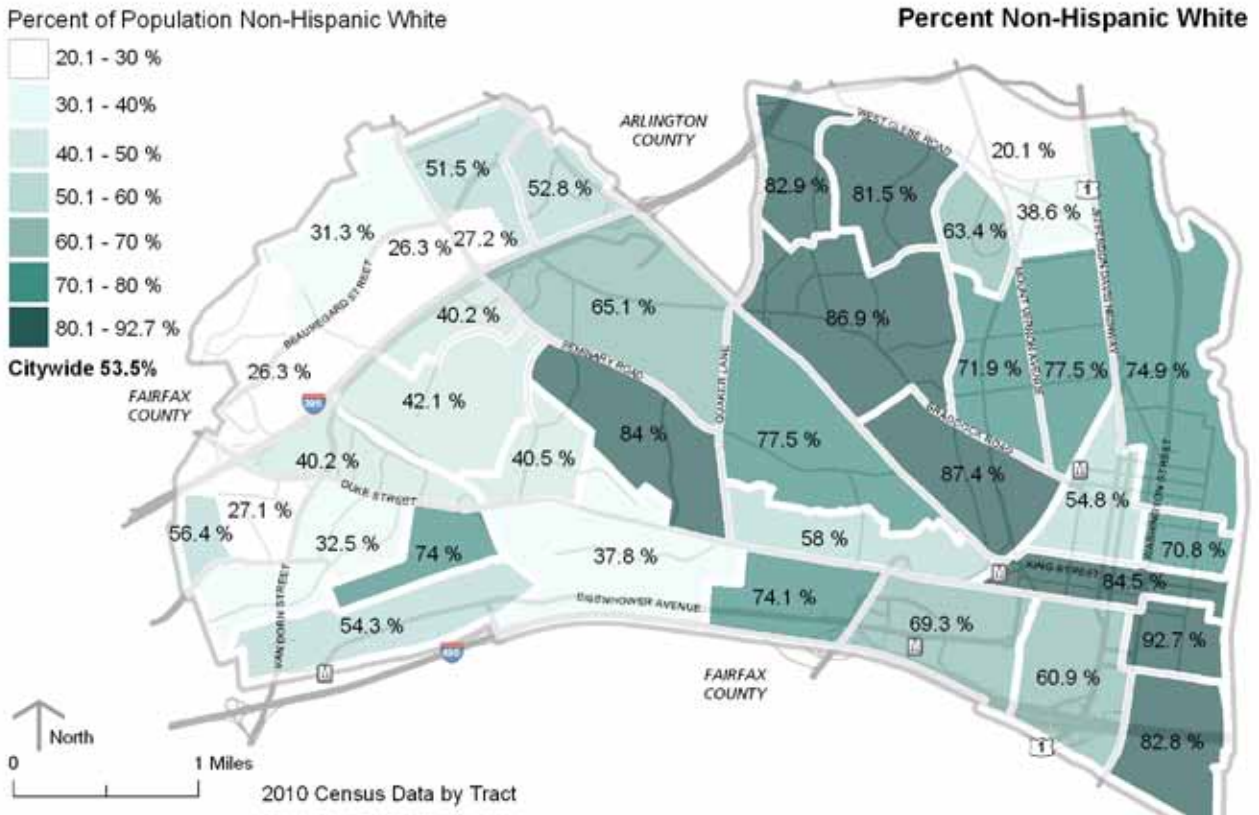 Percent of Population Non-Hispanic White
Percent Non-Hispanic White
20.1 - 30 %
30.1 - 40%
40.1 - 50 %
50.1 - 60 %
60.1 - 70 %
70.1 - 80 %
80.1 - 92.7 %
Citywide 53.5%
ARLINGTON
COUNTY
WEST GLEBE ROAD
20.1 %
51.5 %
52.8 %
82.9 %
81.5 %
1
38.6 %
63.4 %
31.3 %
26.3 %
27.2 %
JEFFERSON DAVIS HIGHWAY
MOUNT VERNON AVENUE
BEAUREGARD STREET
40.2 %
65.1 %
86.9 %
SEMINARY ROAD
QUAKER LANE
26.3 %
71.9 %
77.5 %
74.9 %
FAIRFAX
COUNTY
395
42.1 %
84 %
77.5 %
BRADDOCK ROAD
40.2 %
40.5 %
87.4 %
M
WASHINGTON STREET
54.8 %
DUKE STREET
27.1 %
56.4 %
32.5 %
74 %
37.8 %
58 %
70.8 %
M
KING STREET
84.5 %
VAN DORN STREET
EISENHOWER AVENUE
74.1 %
54.3 %
69.3 %
92.7 %
M
495
M
FAIRFAX
COUNTY
60.9 %
82.8 %
1
North
0
1 Miles
2010 Census Data by Tract